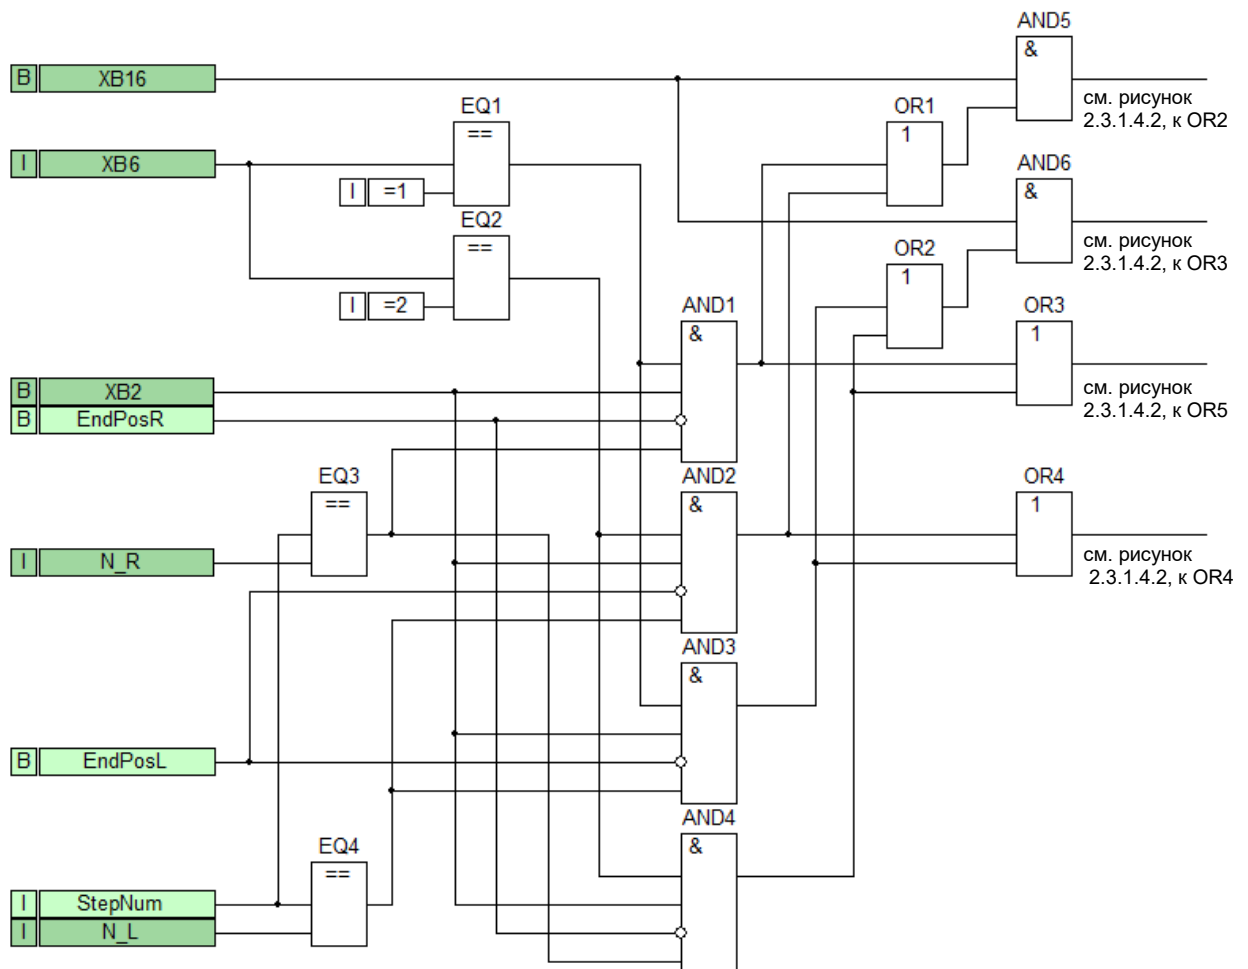 AND5
&
B XB16
см. рисунок
2.3.1.4.2, к OR2
EQ1
==
OR1
1
I XB6
I =1
AND6
&
EQ2
==
см. рисунок
2.3.1.4.2, к OR3
OR2
1
I =2
AND1
&
OR3
1
B XB2
B EndPosR
см. рисунок
2.3.1.4.2, к OR5
EQ3
==
AND2
&
OR4
1
I N_R
см. рисунок
2.3.1.4.2, к OR4
AND3
&
B EndPosL
AND4
&
EQ4
==
I StepNum
I N_L